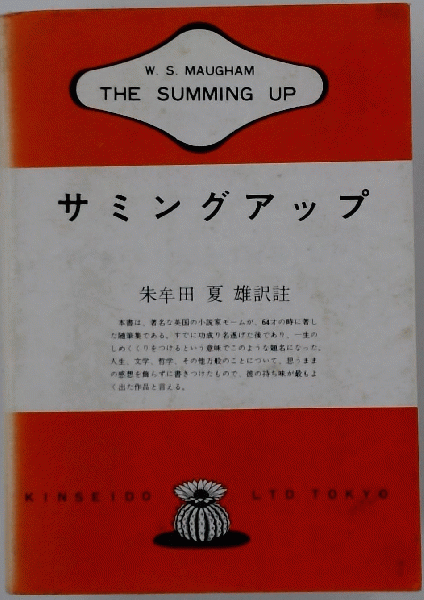 W. S. MAUGHAM
THE SUMMING UP
サミングアップ
朱牟田 夏 雄訳註
本書は、著名な英国の小説家モームが、64才の時に著し
た随筆集である。すでに功成り名遂げた後であり、一生の
しめくくりをつけるという意味でこのような題名になった。
人生、文学、哲学、その他万般のことについて、思うまま
の感想を飾らずに書きつけたもので、彼の持ち味が最もよ
く出た作品と言える。
KINSEIDO LTD TOKYO